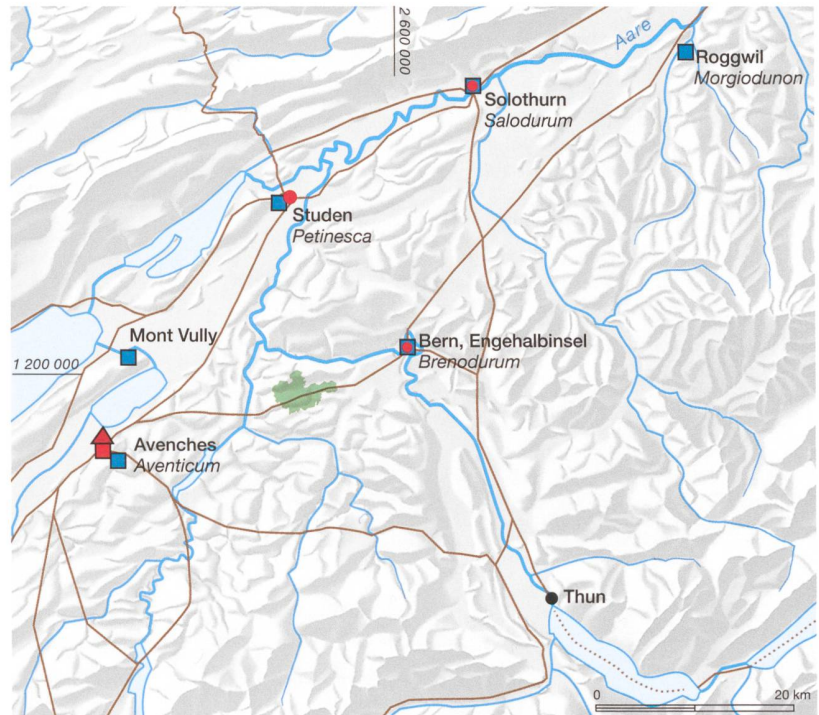 2 600 000
Aare
Roggwil
Morgiodunon
Solothurn
Salodurum
Studen
Petinesca
Mont Vully
Bern, Engehalbinsel
Brenodurum
1 200 000
Avenches
Aventicum
Thun
0 20 km